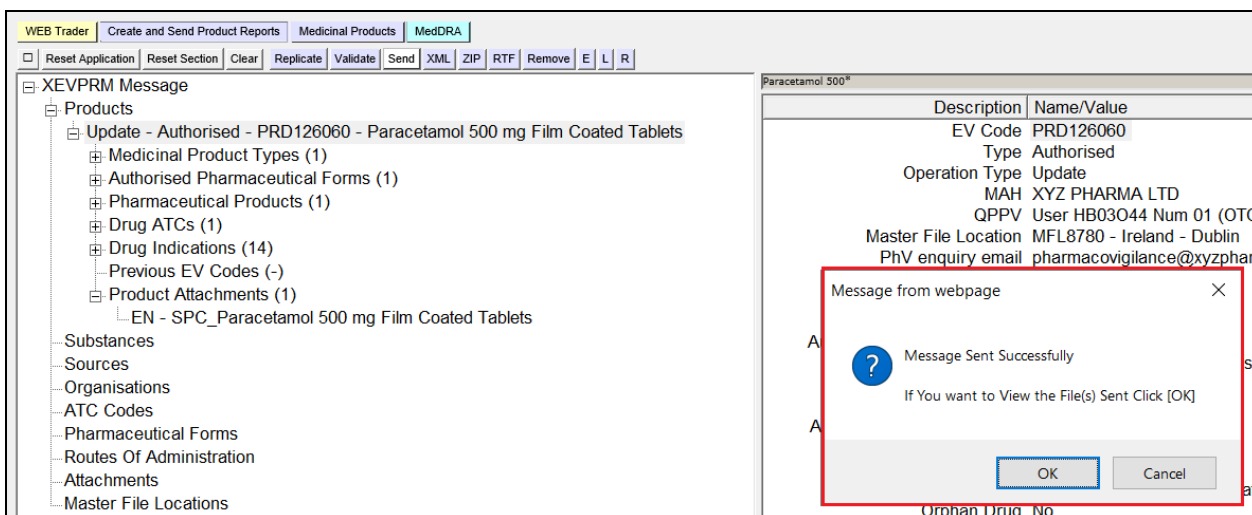 WEB Trader Create and Send Product Reports Medicinal Products MedDRA
Reset Application Reset Section Clear Replicate Validate Send XML ZIP RTF Remove E L R
XEVPRM Message
Products
Update - Authorised - PRD126060 - Paracetamol 500 mg Film Coated Tablets
Medicinal Product Types (1)
Authorised Pharmaceutical Forms (1)
Pharmaceutical Products (1)
Drug ATCs (1)
Drug Indications (14)
Previous EV Codes (-)
Product Attachments (1)
EN - SPC_Paracetamol 500 mg Film Coated Tablets
Substances
Sources
Organisations
ATC Codes
Pharmaceutical Forms
Routes Of Administration
Attachments
Master File Locations
Paracetamol 500*
Description Name/Value
EV Code PRD126060
Type Authorised
Operation Type Update
MAH XYZ PHARMA LTD
QPPV User HB03O44 Num 01 (OTC
Master File Location MFL8780 - Ireland - Dublin
PhV enquiry email pharmacovigilance@xyzphar
Message from webpage
Message Sent Successfully
If You want to View the File(s) Sent Click [OK]
OK Cancel
Orphan Drug No